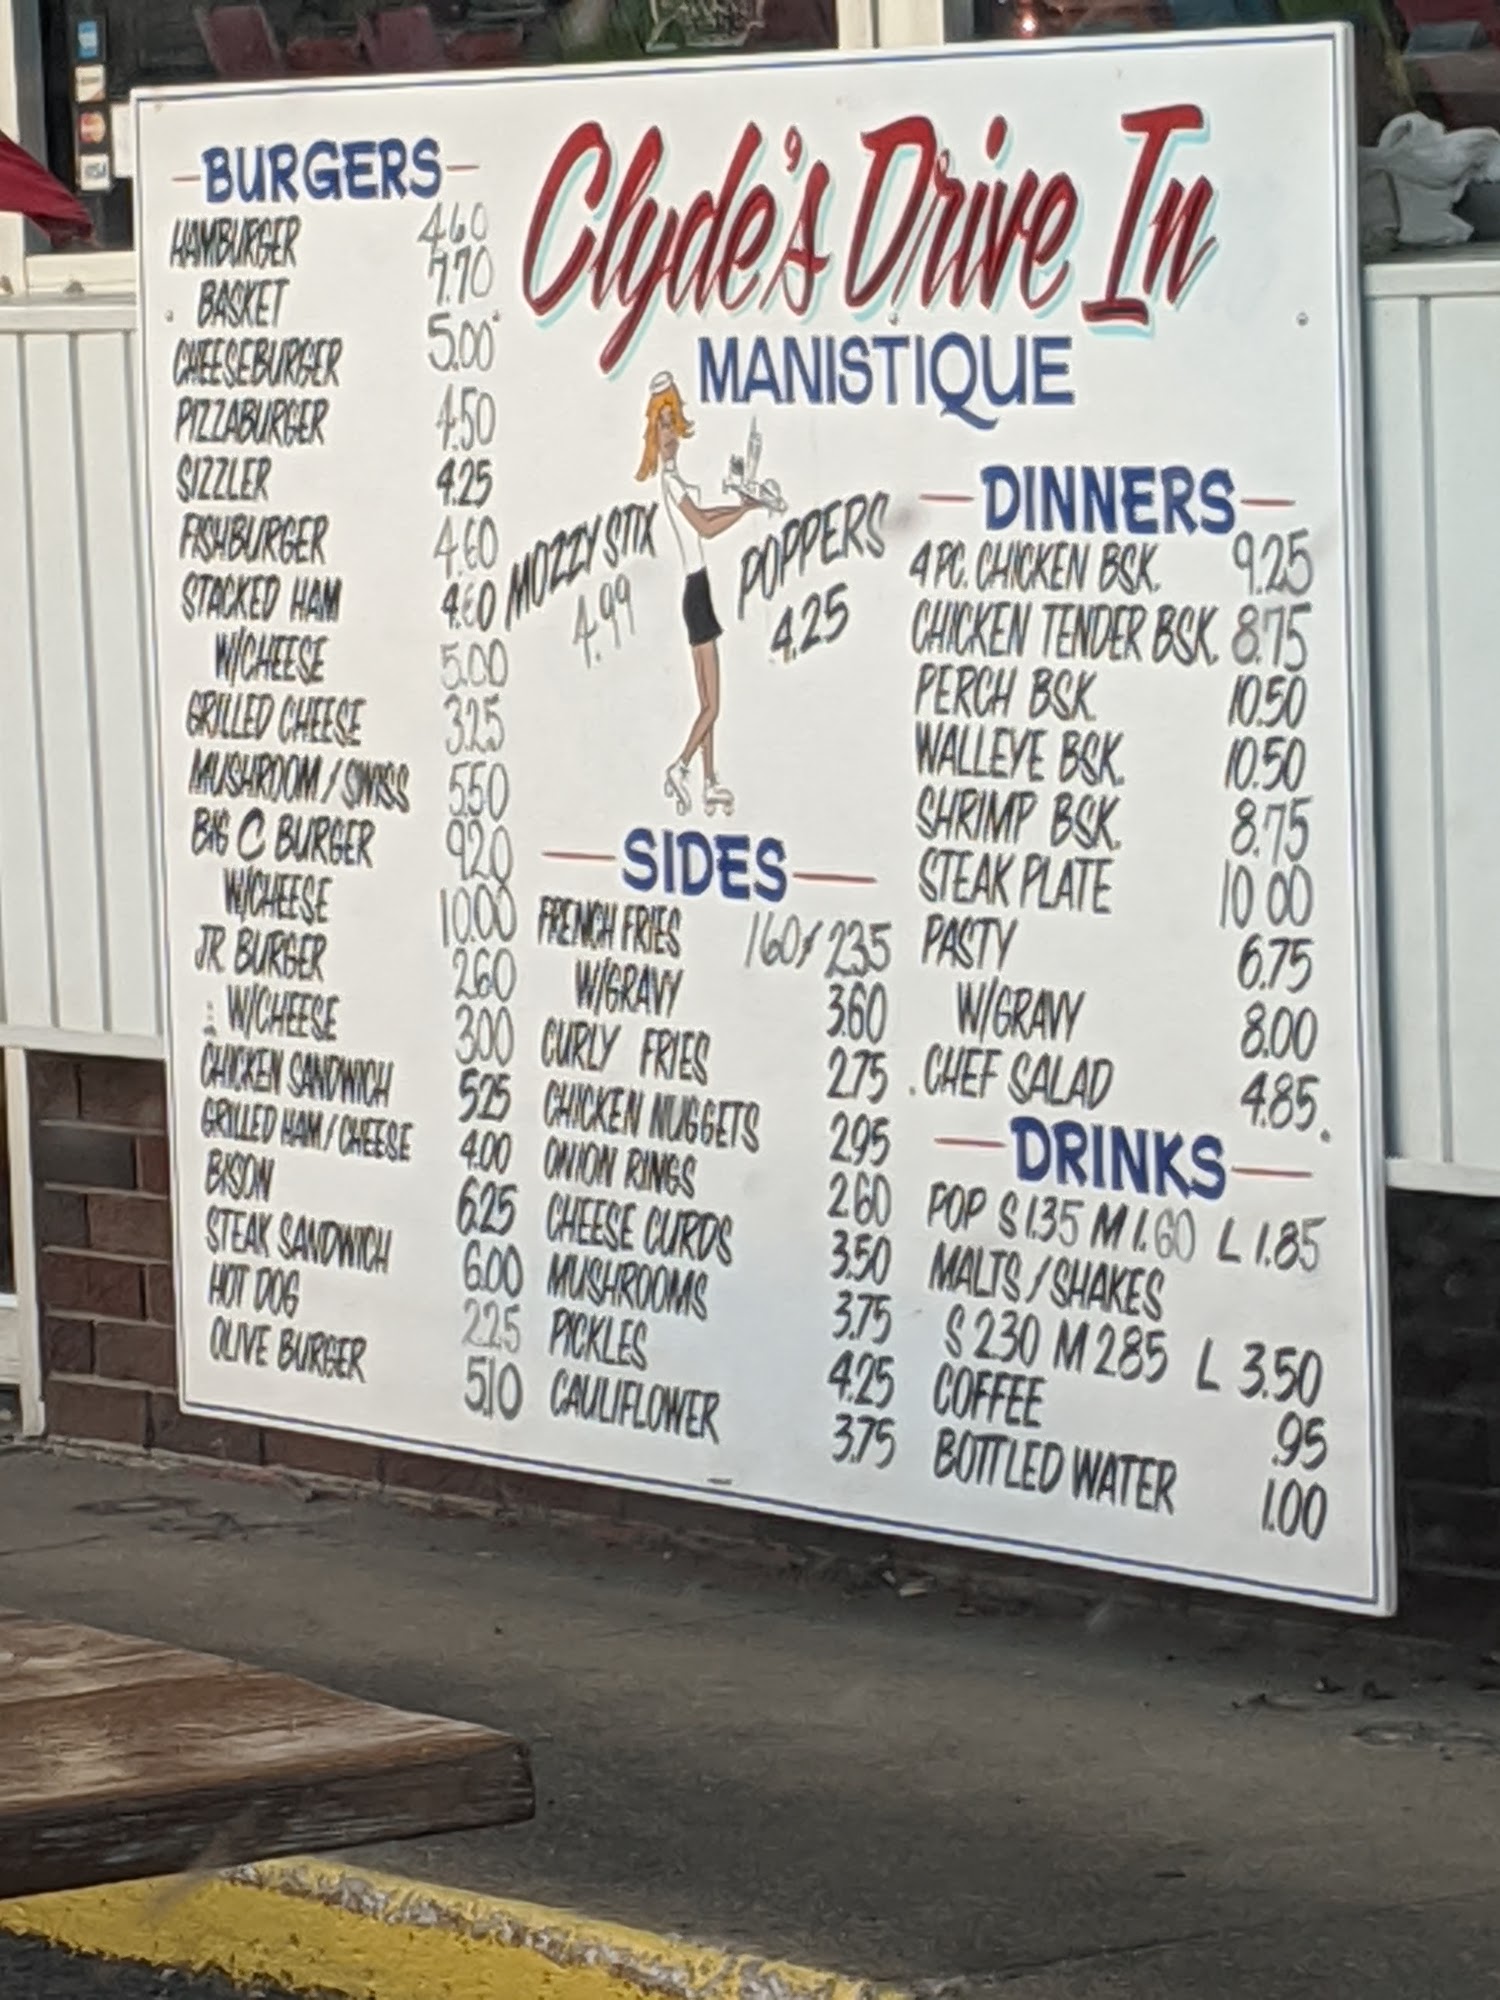 Clyde's Drive In
MANISTIQUE
BURGERS
HAMBURGER 4.60
BASKET 7.70
CHEESEBURGER 5.00
PIZZABURGER 4.50
SIZZLER 4.25
FISHBURGER 4.60
STACKED HAM 4.60
W/CHEESE 5.00
GRILLED CHEESE 3.25
MUSHROOM/SWISS 5.50
BIG C BURGER 9.20
W/CHEESE 10.00
JR. BURGER 2.60
W/CHEESE 3.00
CHICKEN SANDWICH 5.25
GRILLED HAM/CHEESE 4.00
BISON 6.25
STEAK SANDWICH 6.00
HOT DOG 2.25
OLIVE BURGER 5.10
MOZZY STIX
4.99
POPPERS
4.25
SIDES
FRENCH FRIES 1.60/2.35
W/GRAVY 3.60
CURLY FRIES 2.75
CHICKEN NUGGETS 2.95
ONION RINGS 2.60
CHEESE CURDS 3.50
MUSHROOMS 3.75
PICKLES 4.25
CAULIFLOWER 3.75
DINNERS
4 PC. CHICKEN BSK. 9.25
CHICKEN TENDER BSK. 8.75
PERCH BSK. 10.50
WALLEYE BSK. 10.50
SHRIMP BSK. 8.75
STEAK PLATE 10 00
PASTY 6.75
W/GRAVY 8.00
CHEF SALAD 4.85
DRINKS
POP S 1.35 M 1.60 L 1.85
MALTS/SHAKES
S 2.30 M 2.85 L 3.50
COFFEE .95
BOTTLED WATER 1.00
VISA